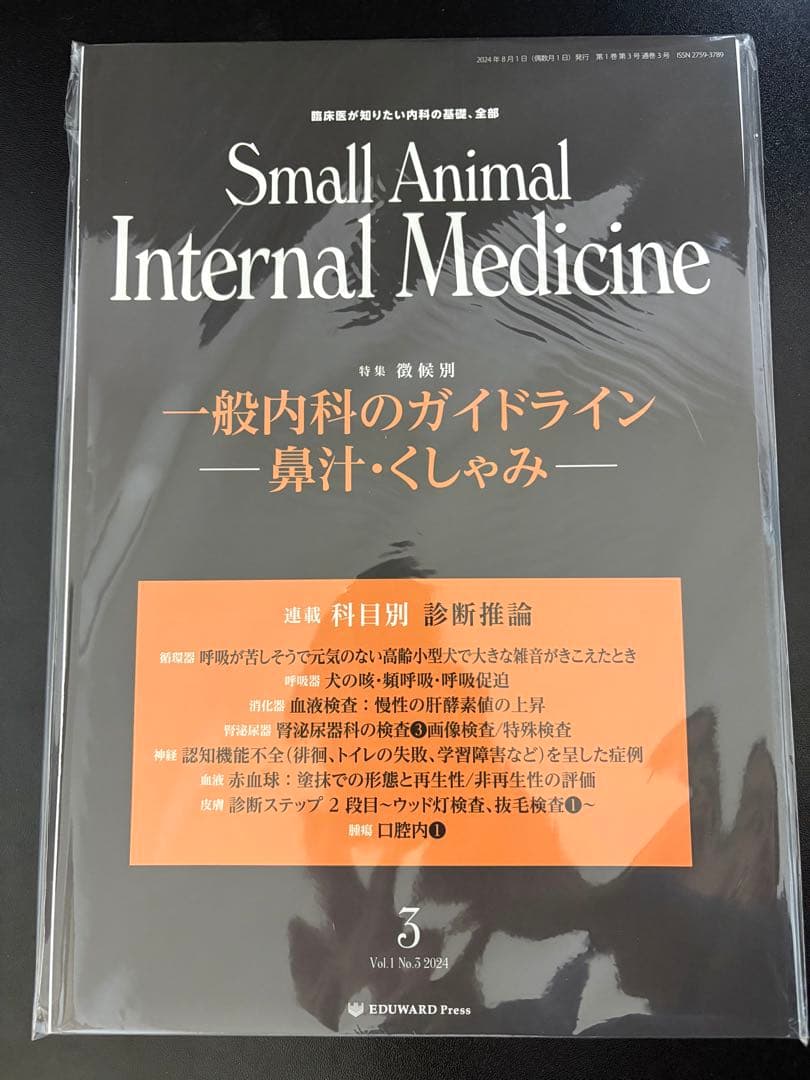 2024年8月1日（偶数月1日）発行　第1巻 第3号 通巻3号　ISSN 2759-3789
臨床医が知りたい内科の基礎、全部
Small Animal
Internal Medicine
特集 徴候別
一般内科のガイドライン
―鼻汁・くしゃみ―
連載 科目別 診断推論
循環器 呼吸が苦しそうで元気のない高齢小型犬で大きな雑音がきこえたとき
呼吸器 犬の咳・頻呼吸・呼吸促迫
消化器 血液検査：慢性の肝酵素値の上昇
腎泌尿器 腎泌尿器科の検査❸画像検査/特殊検査
神経 認知機能不全（徘徊、トイレの失敗、学習障害など）を呈した症例
血液 赤血球：塗抹での形態と再生性/非再生性の評価
皮膚 診断ステップ 2段目～ウッド灯検査、抜毛検査❶～
腫瘍 口腔内❶
3
Vol.1 No.3 2024
EDUWARD Press